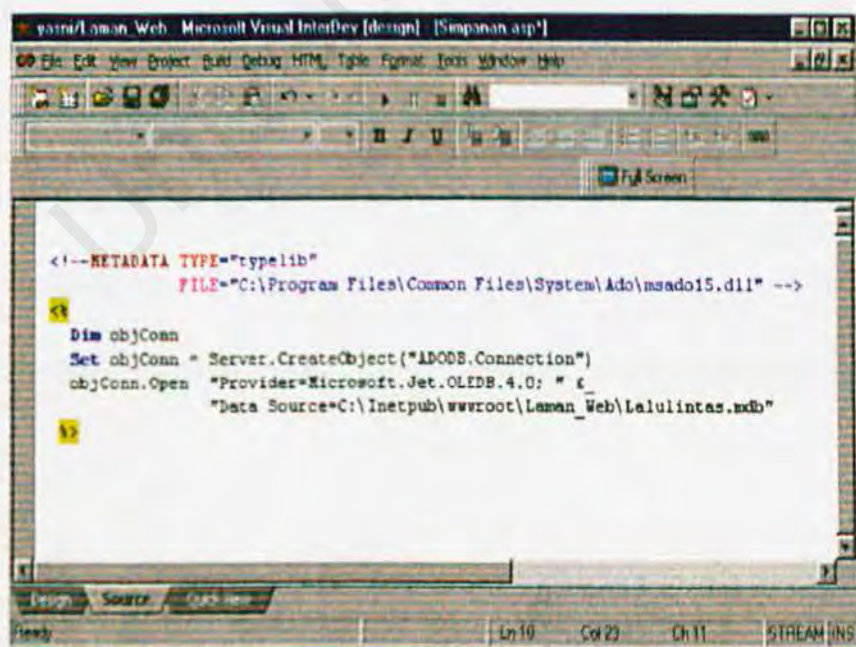 yasni/Laman_Web - Microsoft Visual InterDev [design] - [Simpanan.asp*]
File Edit View Project Build Debug HTML Table Format Tools Window Help
B I U
Full Screen
<!--METADATA TYPE="typelib"
FILE="C:\Program Files\Common Files\System\Ado\msado15.dll" -->
<%
Dim objConn
Set objConn = Server.CreateObject("ADODB.Connection")
objConn.Open "Provider=Microsoft.Jet.OLEDB.4.0; " &_
"Data Source=C:\Inetpub\wwwroot\Laman_Web\Lalulintas.mdb"
%>
Design Source Quick View
Ready Ln 10 Col 23 Ch 11 STREAM INS